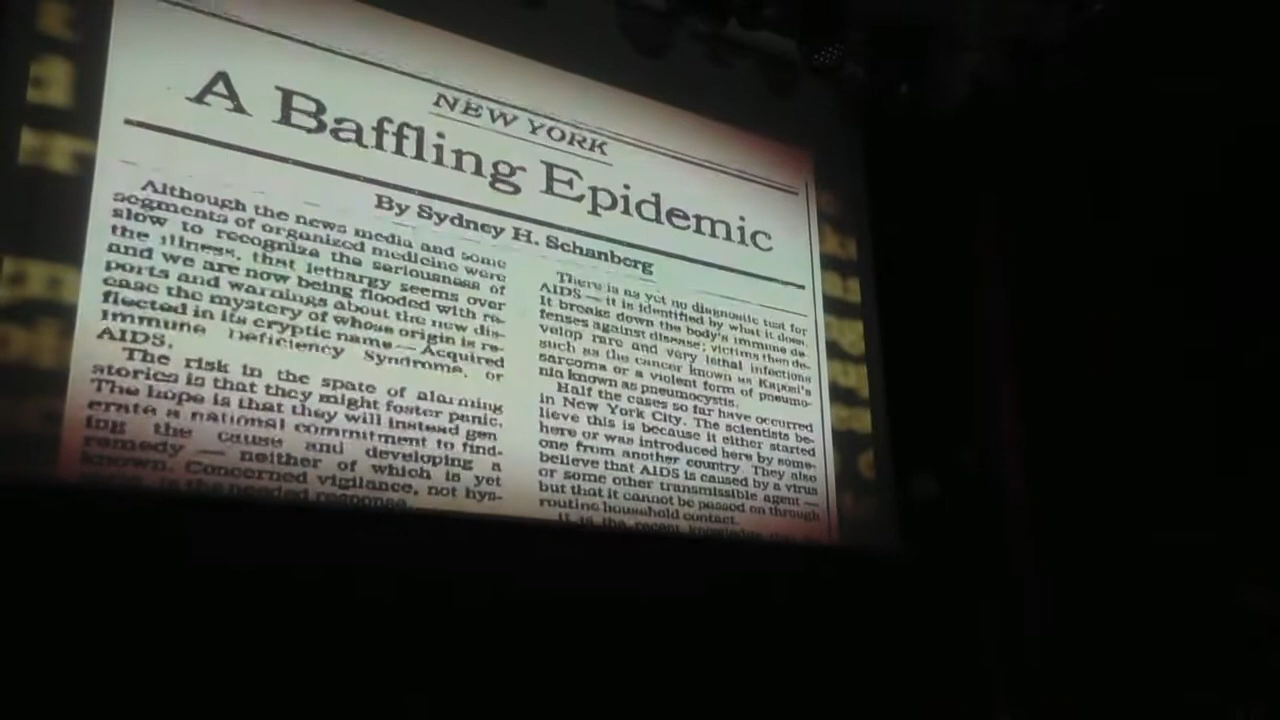 NEW YORK
A Baffling Epidemic
By Sydney H. Schanberg
Although the news media and some
segments of organized medicine were
slow to recognize the seriousness of
the illness, that lethargy seems over
and we are now being flooded with re-
ports and warnings about the new dis-
ease the mystery of whose origin is re-
flected in its cryptic name — Acquired
Immune Deficiency Syndrome, or
AIDS.
The risk in the spate of alarming
stories is that they might foster panic.
The hope is that they will instead gen
erate a national commitment to find-
ing the cause and developing a
remedy — neither of which is yet
known. Concerned vigilance, not hys-
is the needed response.
There is as yet no diagnostic test for
AIDS — it is identified by what it does.
It breaks down the body's immune de-
fenses against disease; victims then de-
velop rare and very lethal infections
such as the cancer known as Kaposi's
sarcoma or a violent form of pneumo-
nia known as pneumocystis.
Half the cases so far have occurred
in New York City. The scientists be-
lieve this is because it either started
here or was introduced here by some-
one from another country. They also
believe that AIDS is caused by a virus
or some other transmissible agent —
but that it cannot be passed on through
routine household contact.
It is the recent knowledge